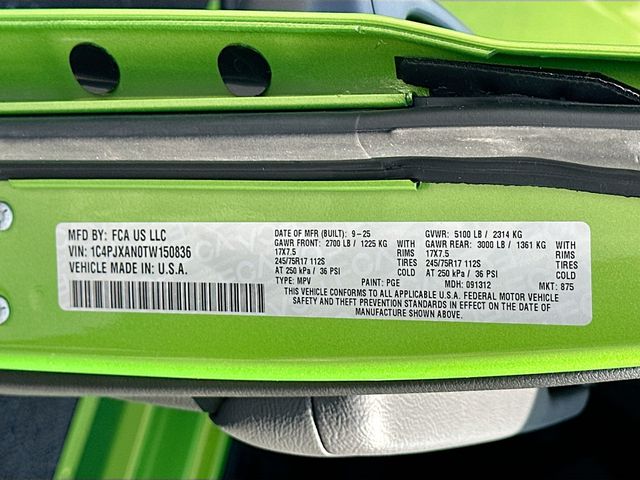 MFD BY: FCA US LLC
VIN: 1C4PJXAN0TW150836
VEHICLE MADE IN: U.S.A.
DATE OF MFR (BUILT): 9-25 GVWR: 5100 LB / 2314 KG
GAWR FRONT: 2700 LB / 1225 KG WITH GAWR REAR: 3000 LB / 1361 KG WITH
17X7.5 RIMS 17X7.5 RIMS
245/75R17 112S TIRES 245/75R17 112S TIRES
AT 250 kPa / 36 PSI COLD AT 250 kPa / 36 PSI COLD
TYPE: MPV PAINT: PGE MDH: 091312 MKT: 875
THIS VEHICLE CONFORMS TO ALL APPLICABLE U.S.A. FEDERAL MOTOR VEHICLE
SAFETY AND THEFT PREVENTION STANDARDS IN EFFECT ON THE DATE OF
MANUFACTURE SHOWN ABOVE.